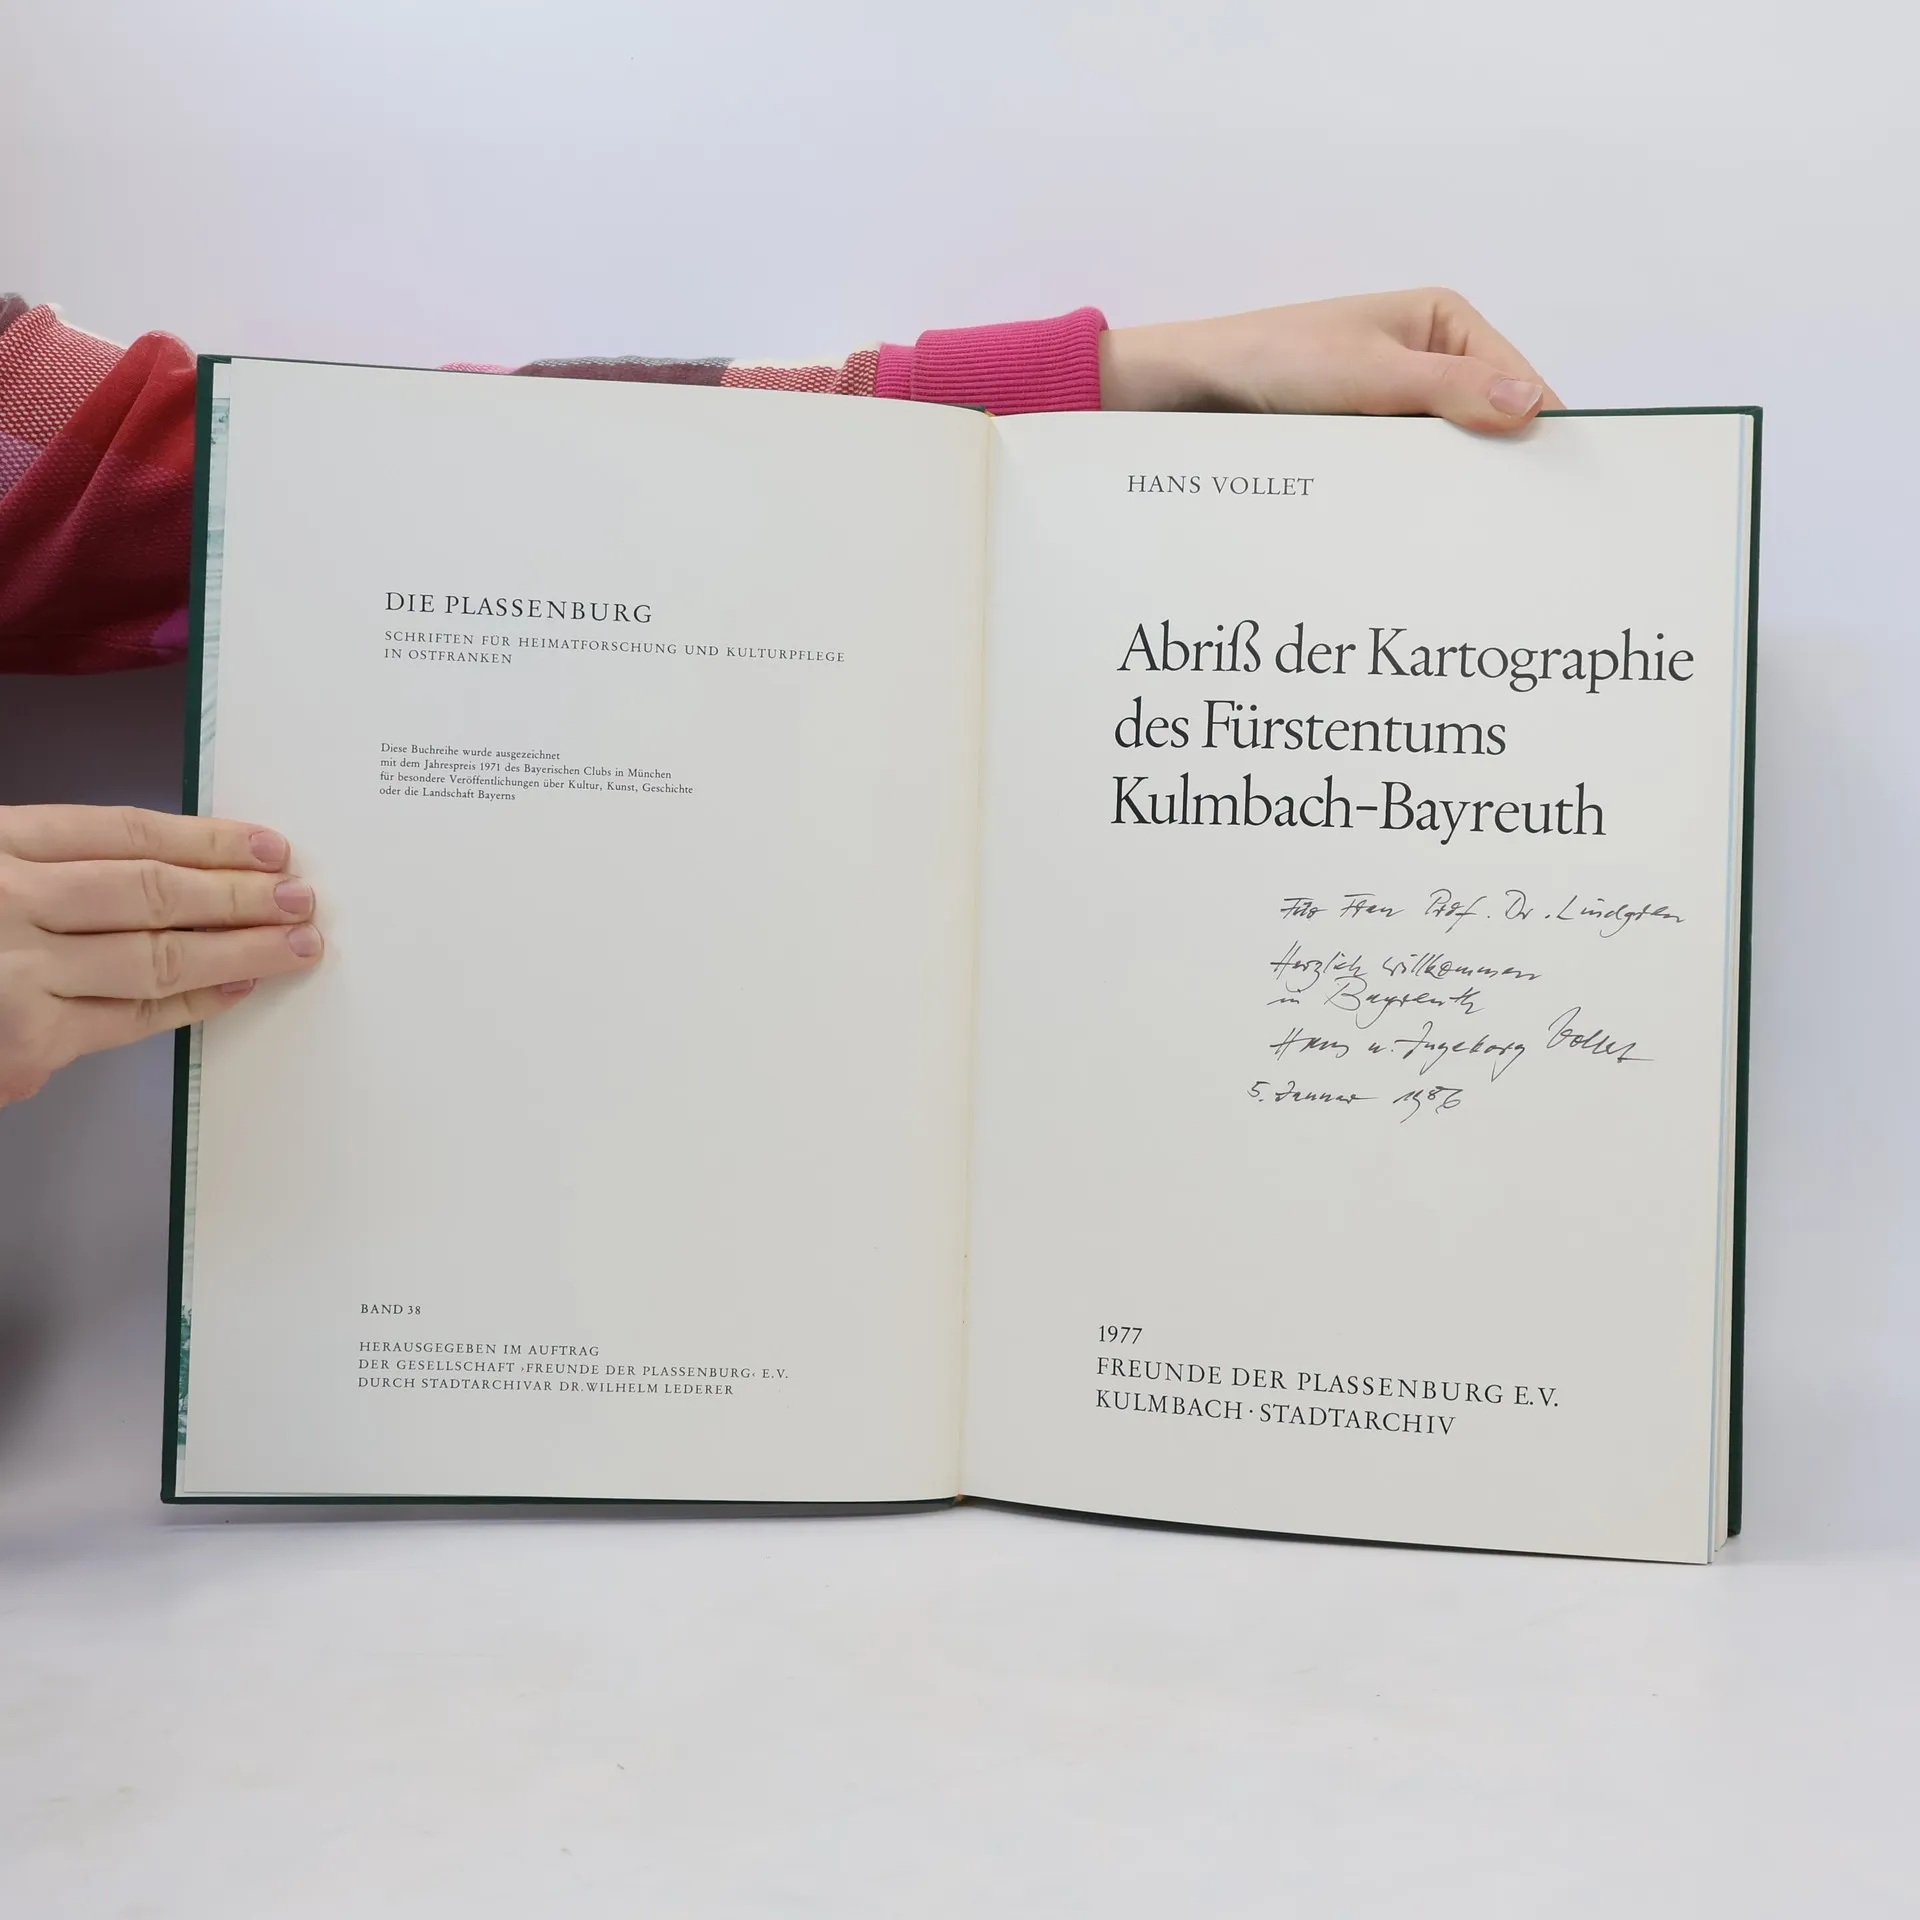 DIE PLASSENBURG
SCHRIFTEN FÜR HEIMATFORSCHUNG UND KULTURPFLEGE
IN OSTFRANKEN
Diese Buchreihe wurde ausgezeichnet
mit dem Jahrespreis 1971 des Bayerischen Clubs in München
für besondere Veröffentlichungen über Kultur, Kunst, Geschichte
oder die Landschaft Bayerns
BAND 38
HERAUSGEGEBEN IM AUFTRAG
DER GESELLSCHAFT ›FREUNDE DER PLASSENBURG‹ E.V.
DURCH STADTARCHIVAR DR. WILHELM LEDERER
HANS VOLLET
Abriß der Kartographie
des Fürstentums
Kulmbach-Bayreuth
Für Frau Prof. Dr. Lindgren
Herzlich willkommen
in Bayreuth
Hans u. Ingeborg Vollet
5. Januar 1986
1977
FREUNDE DER PLASSENBURG E.V.
KULMBACH · STADTARCHIV